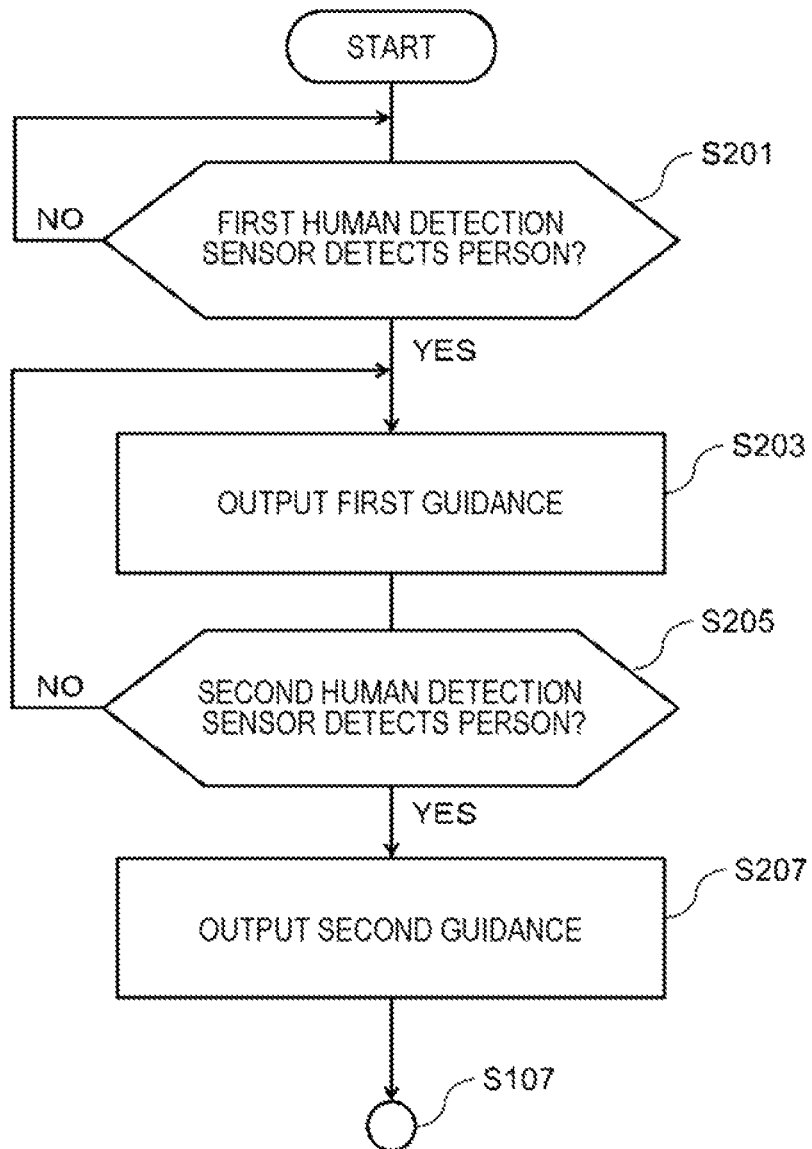 START
S201
NO
FIRST HUMAN DETECTION
SENSOR DETECTS PERSON?
YES
S203
OUTPUT FIRST GUIDANCE
S205
NO
SECOND HUMAN DETECTION
SENSOR DETECTS PERSON?
YES
S207
OUTPUT SECOND GUIDANCE
S107